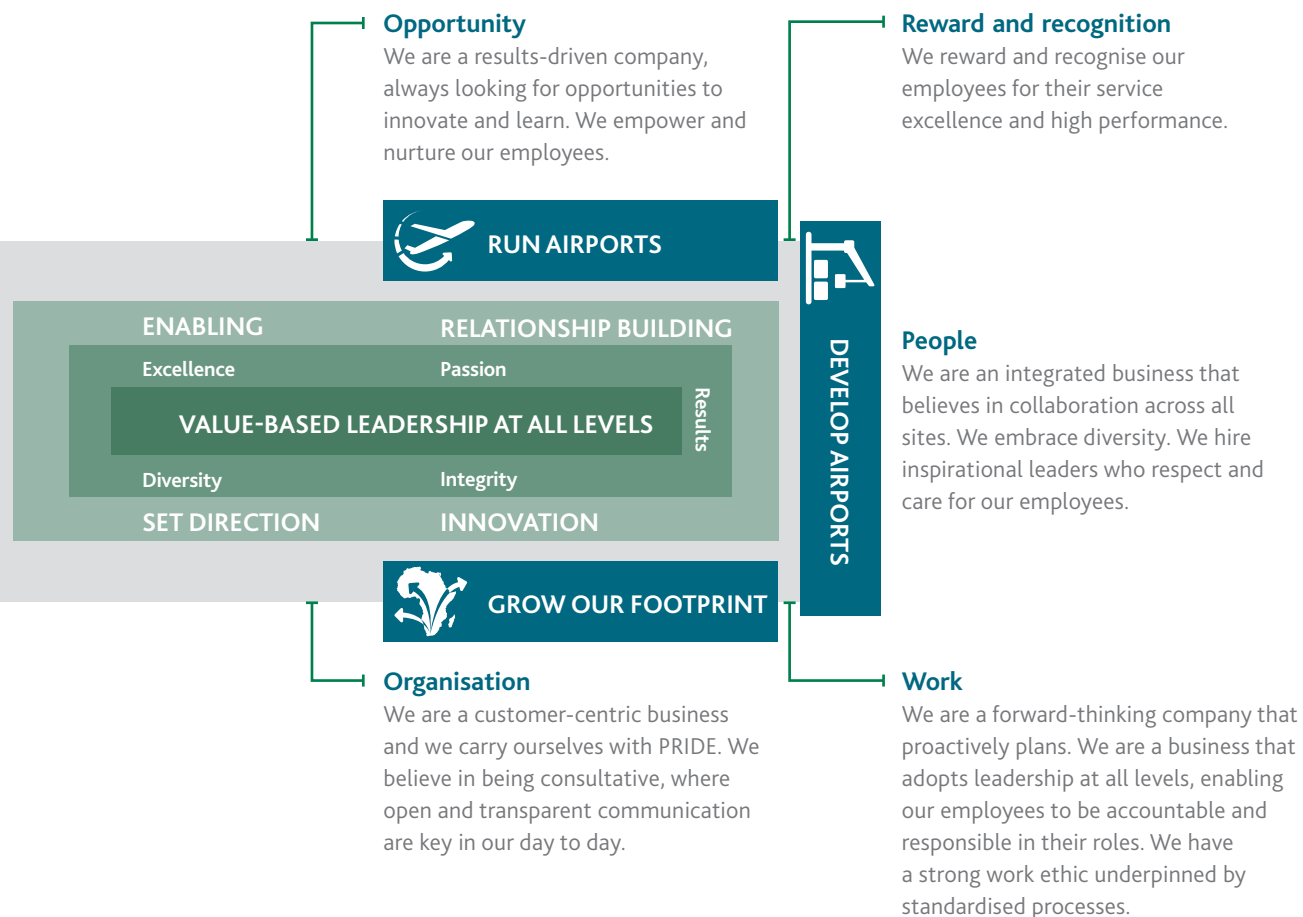 Opportunity
We are a results-driven company,
always looking for opportunities to
innovate and learn. We empower and
nurture our employees.
Reward and recognition
We reward and recognise our
employees for their service
excellence and high performance.
RUN AIRPORTS
ENABLING
RELATIONSHIP BUILDING
Excellence
Passion
VALUE-BASED LEADERSHIP AT ALL LEVELS
Results
Diversity
Integrity
SET DIRECTION
INNOVATION
DEVELOP AIRPORTS
People
We are an integrated business that
believes in collaboration across all
sites. We embrace diversity. We hire
inspirational leaders who respect and
care for our employees.
GROW OUR FOOTPRINT
Organisation
We are a customer-centric business
and we carry ourselves with PRIDE. We
believe in being consultative, where
open and transparent communication
are key in our day to day.
Work
We are a forward-thinking company that
proactively plans. We are a business that
adopts leadership at all levels, enabling
our employees to be accountable and
responsible in their roles. We have
a strong work ethic underpinned by
standardised processes.